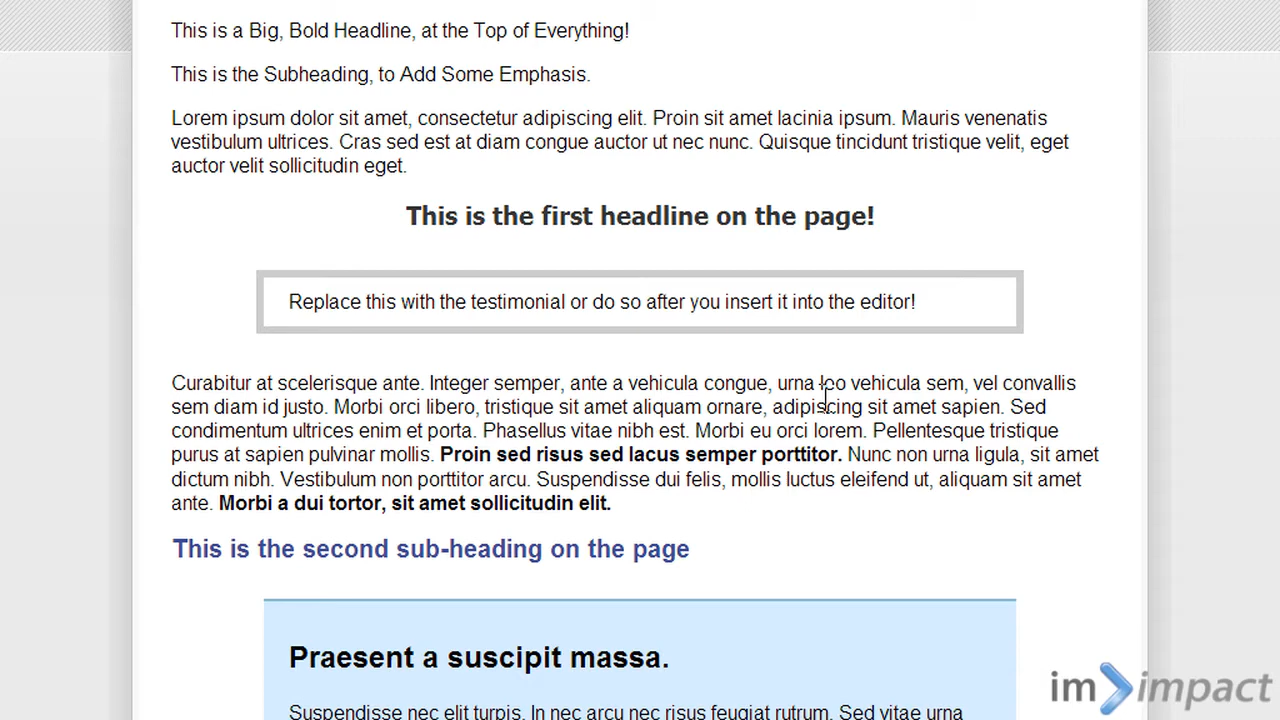 This is a Big, Bold Headline, at the Top of Everything!
This is the Subheading, to Add Some Emphasis.
Lorem ipsum dolor sit amet, consectetur adipiscing elit. Proin sit amet lacinia ipsum. Mauris venenatis
vestibulum ultrices. Cras sed est at diam congue auctor ut nec nunc. Quisque tincidunt tristique velit, eget
auctor velit sollicitudin eget.
This is the first headline on the page!
Replace this with the testimonial or do so after you insert it into the editor!
Curabitur at scelerisque ante. Integer semper, ante a vehicula congue, urna leo vehicula sem, vel convallis
sem diam id justo. Morbi orci libero, tristique sit amet aliquam ornare, adipiscing sit amet sapien. Sed
condimentum ultrices enim et porta. Phasellus vitae nibh est. Morbi eu orci lorem. Pellentesque tristique
purus at sapien pulvinar mollis. Proin sed risus sed lacus semper porttitor. Nunc non urna ligula, sit amet
dictum nibh. Vestibulum non porttitor arcu. Suspendisse dui felis, mollis luctus eleifend ut, aliquam sit amet
ante. Morbi a dui tortor, sit amet sollicitudin elit.
This is the second sub-heading on the page
Praesent a suscipit massa.
Suspendisse nec elit turpis. In nec arcu nec risus feugiat rutrum. Sed vitae urna
im impact